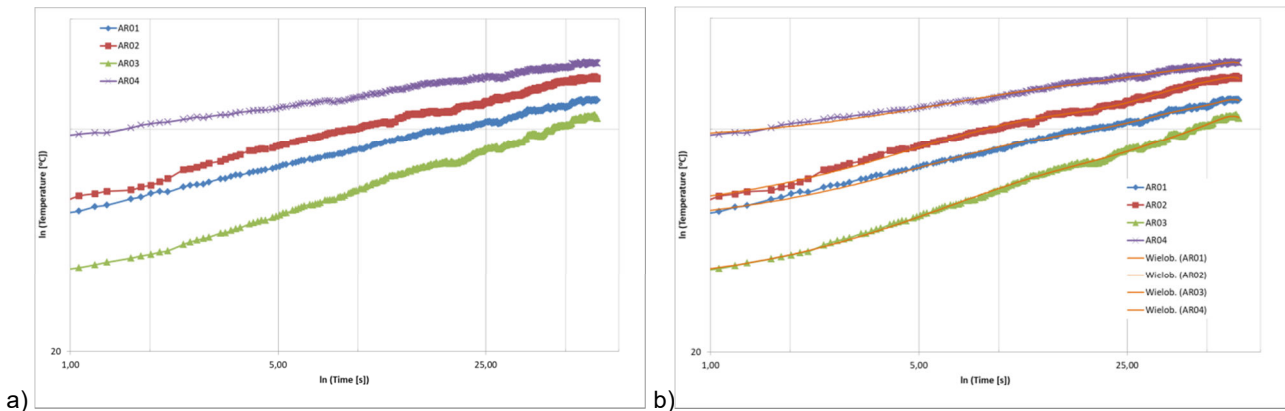 AR01
AR02
AR03
AR04
ln (Temperature [°C])
20
1,00
5,00
25,00
ln (Time [s])
a)
ln (Temperature [°C])
AR01
AR02
AR03
AR04
Wielob. (AR01)
Wielob. (AR02)
Wielob. (AR03)
Wielob. (AR04)
20
1,00
5,00
25,00
ln (Time [s])
b)